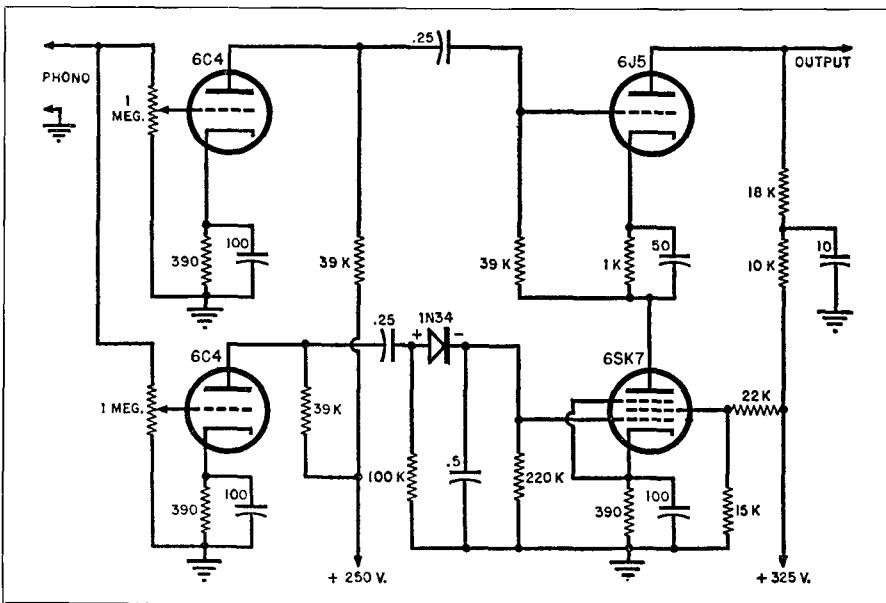 6C4
.25
6J5
PHONO
OUTPUT
1
MEG.
18 K
390
100
39 K
39 K
1 K
50
10 K
10
6C4
.25
1N34
+
-
6SK7
22 K
1 MEG.
39 K
100 K
.5
220 K
390
100
390
100
15 K
+ 250 V.
+ 325 V.